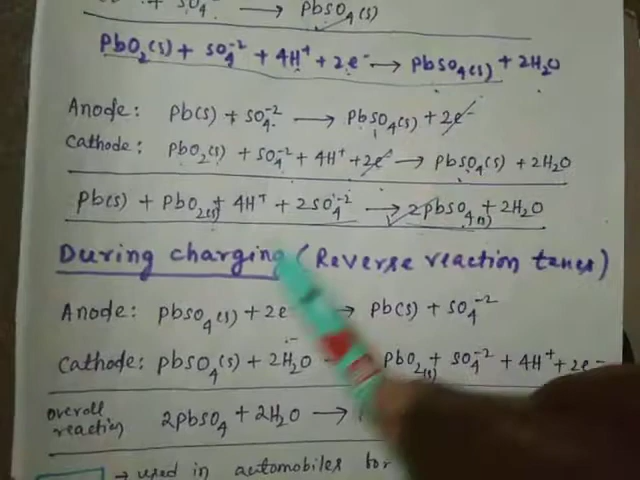 + SO₄⁻ ⟶ PbSO₄(s)
PbO₂(s) + SO₄⁻² + 4H⁺ + 2e⁻ ⟶ PbSO₄(s) + 2H₂O
Anode: Pb(s) + SO₄⁻² ⟶ PbSO₄(s) + 2e⁻
Cathode: PbO₂(s) + SO₄⁻² + 4H⁺ + 2e⁻ ⟶ PbSO₄(s) + 2H₂O
Pb(s) + PbO₂(s) + 4H⁺ + 2SO₄⁻² ⟶ 2PbSO₄(s) + 2H₂O
During charging (Reverse reaction takes)
Anode: PbSO₄(s) + 2e ⟶ Pb(s) + SO₄⁻²
Cathode: PbSO₄(s) + 2H₂O PbO₂(s) + SO₄⁻² + 4H⁺ + 2e⁻
overall reaction 2PbSO₄ + 2H₂O ⟶
→ used in automobiles for